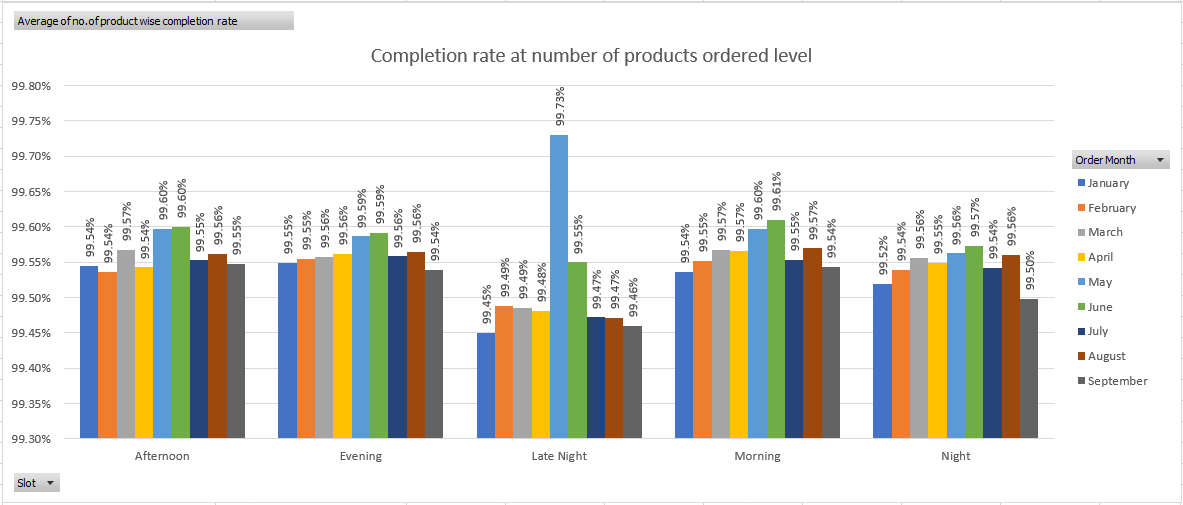 Average of no.of product wise completion rate
Completion rate at number of products ordered level
99.80%
99.75%
99.70%
99.65%
99.60%
99.55%
99.50%
99.45%
99.40%
99.35%
99.30%
99.54% 99.54% 99.57% 99.54% 99.60% 99.60% 99.55% 99.56% 99.55%
99.55% 99.55% 99.56% 99.56% 99.59% 99.59% 99.56% 99.56% 99.54%
99.45% 99.49% 99.49% 99.48% 99.73% 99.55% 99.47% 99.47% 99.46%
99.54% 99.55% 99.57% 99.57% 99.60% 99.61% 99.55% 99.57% 99.54%
99.52% 99.54% 99.56% 99.55% 99.56% 99.57% 99.54% 99.56% 99.50%
Afternoon Evening Late Night Morning Night
Order Month
January
February
March
April
May
June
July
August
September
Slot